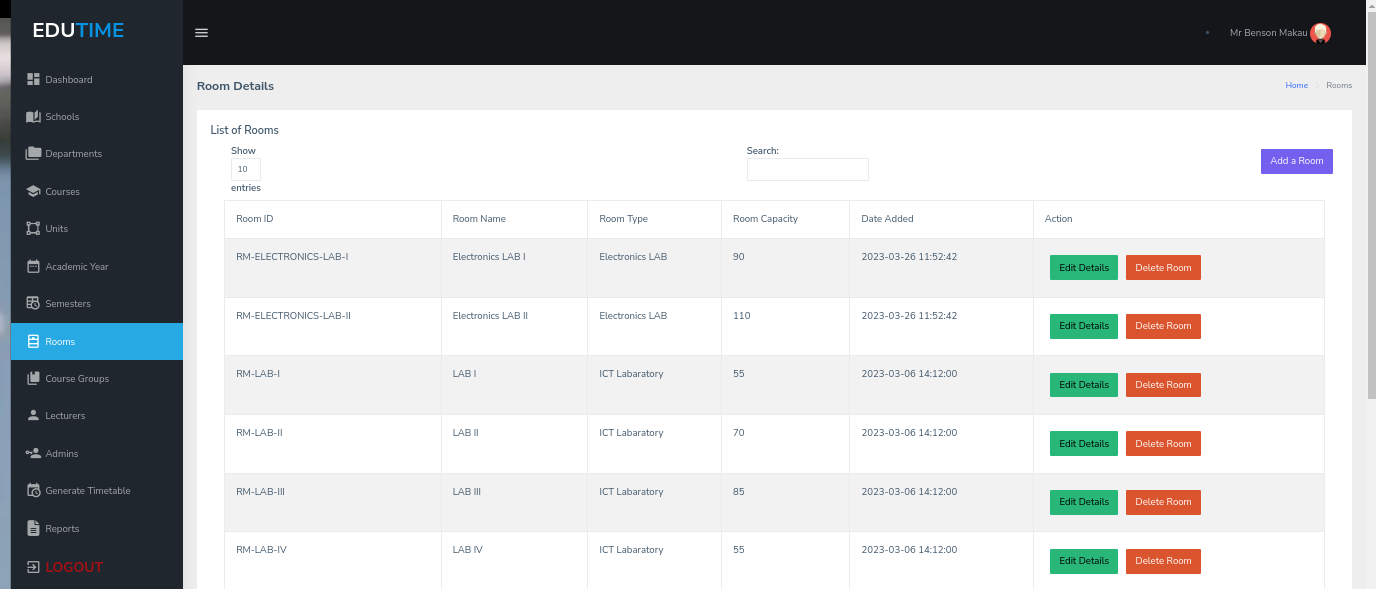 EDUTIME
Mr Benson Makau
Dashboard
Schools
Departments
Courses
Units
Academic Year
Semesters
Rooms
Course Groups
Lecturers
Admins
Generate Timetable
Reports
LOGOUT
Room Details
Home Rooms
List of Rooms
Show
10
entries
Search:
Add a Room
Room ID Room Name Room Type Room Capacity Date Added Action
RM-ELECTRONICS-LAB-I Electronics LAB I Electronics LAB 90 2023-03-26 11:52:42 Edit Details Delete Room
RM-ELECTRONICS-LAB-II Electronics LAB II Electronics LAB 110 2023-03-26 11:52:42 Edit Details Delete Room
RM-LAB-I LAB I ICT Labaratory 55 2023-03-06 14:12:00 Edit Details Delete Room
RM-LAB-II LAB II ICT Labaratory 70 2023-03-06 14:12:00 Edit Details Delete Room
RM-LAB-III LAB III ICT Labaratory 85 2023-03-06 14:12:00 Edit Details Delete Room
RM-LAB-IV LAB IV ICT Labaratory 55 2023-03-06 14:12:00 Edit Details Delete Room